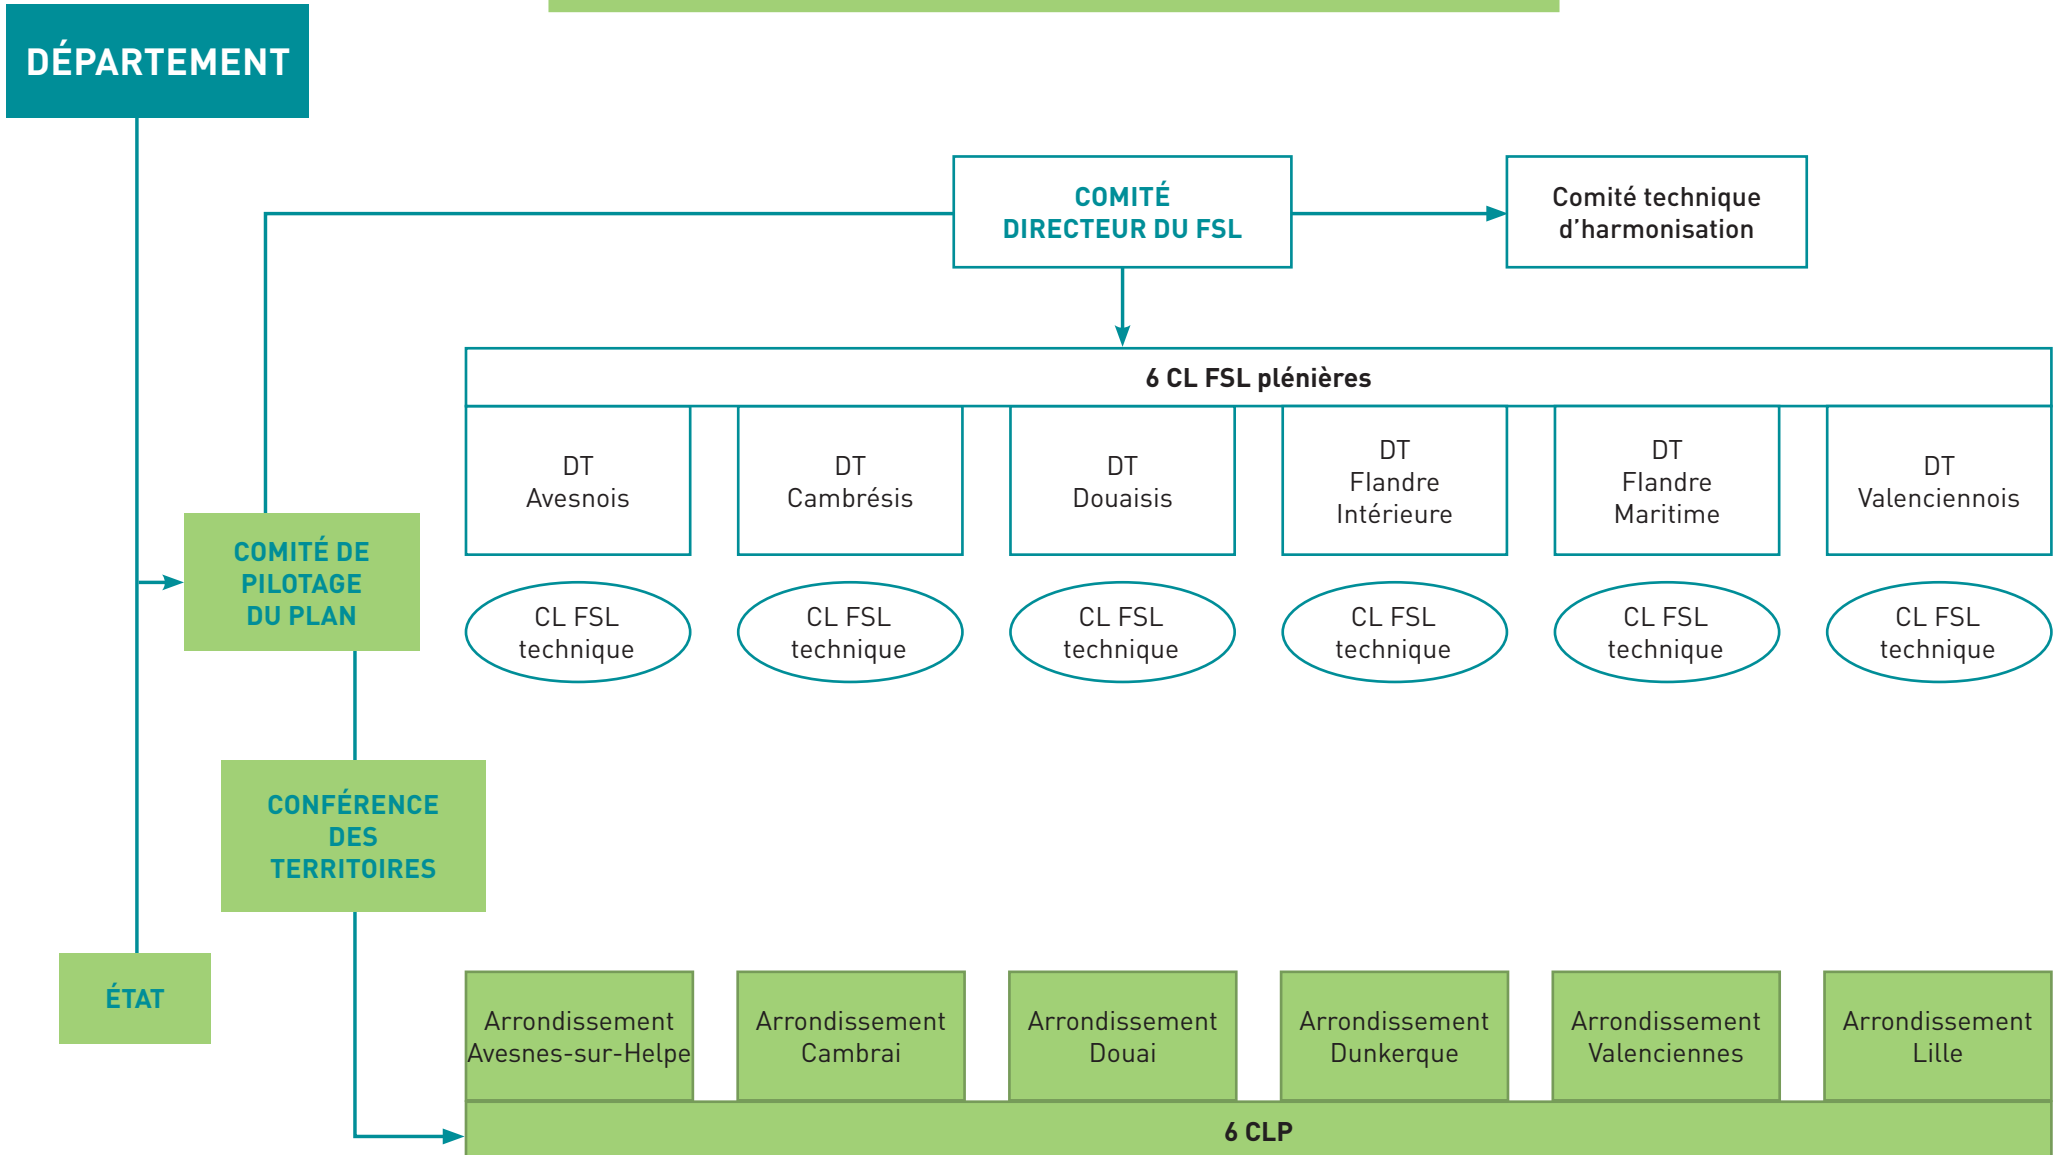 DÉPARTEMENT
COMITÉ
DIRECTEUR DU FSL
Comité technique
d’harmonisation
6 CL FSL plénières
DT
Avesnois
DT
Cambrésis
DT
Douaisis
DT
Flandre
Intérieure
DT
Flandre
Maritime
DT
Valenciennois
COMITÉ DE
PILOTAGE
DU PLAN
CL FSL
technique
CL FSL
technique
CL FSL
technique
CL FSL
technique
CL FSL
technique
CL FSL
technique
CONFÉRENCE
DES
TERRITOIRES
ÉTAT
Arrondissement
Avesnes-sur-Helpe
Arrondissement
Cambrai
Arrondissement
Douai
Arrondissement
Dunkerque
Arrondissement
Valenciennes
Arrondissement
Lille
6 CLP